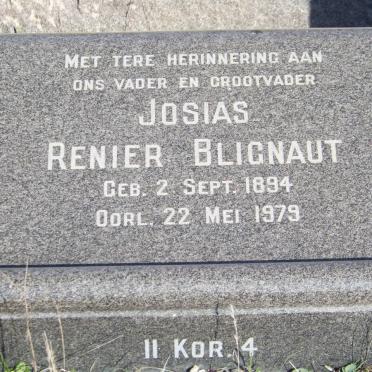 MET TERE HERINNERING AAN
ONS VADER EN GROOTVADER
JOSIAS
RENIER BLIGNAUT
GEB. 2 SEPT. 1894
OORL. 22 MEI 1979
II KOR. 4